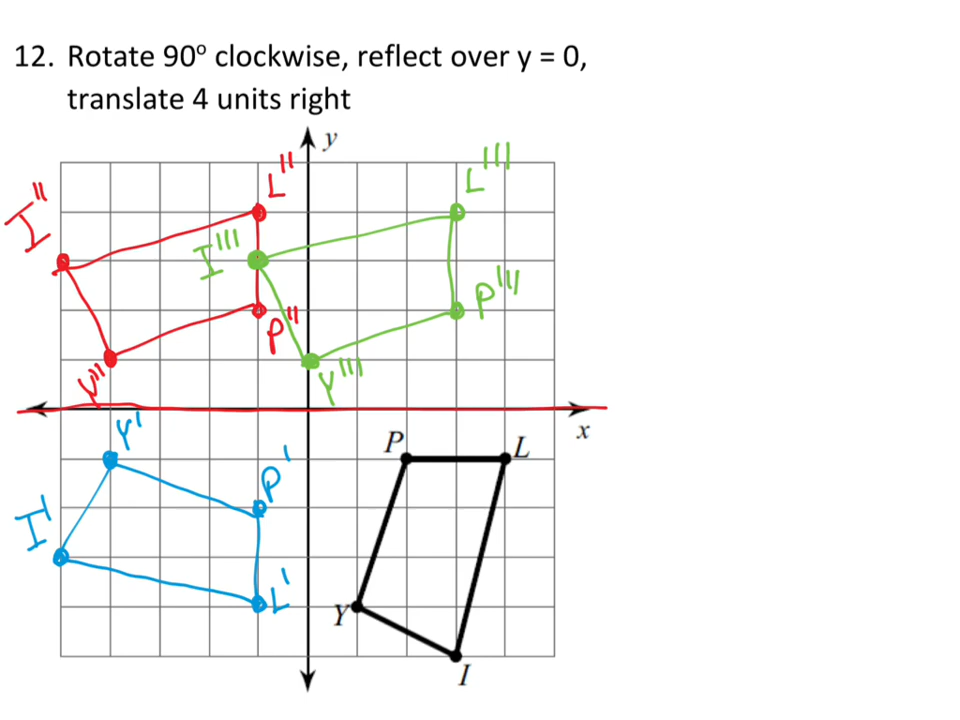 12. Rotate 90° clockwise, reflect over y = 0,
translate 4 units right
y
L'''
L''
I''
I'''
P'''
P''
Y'''
Y''
x
Y'
P
L
P'
I'
L'
Y
I